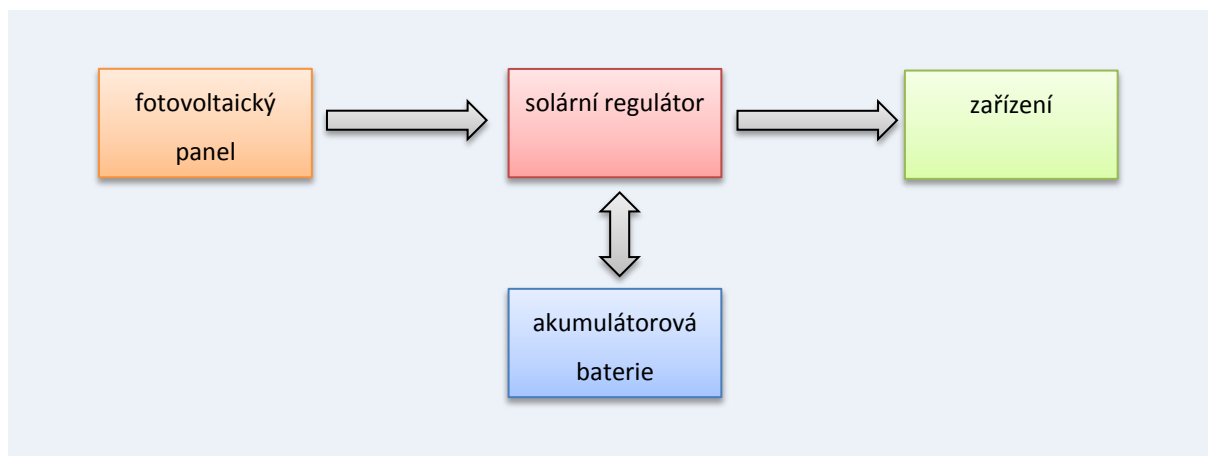 fotovoltaický
panel
solární regulátor
zařízení
akumulátorová
baterie